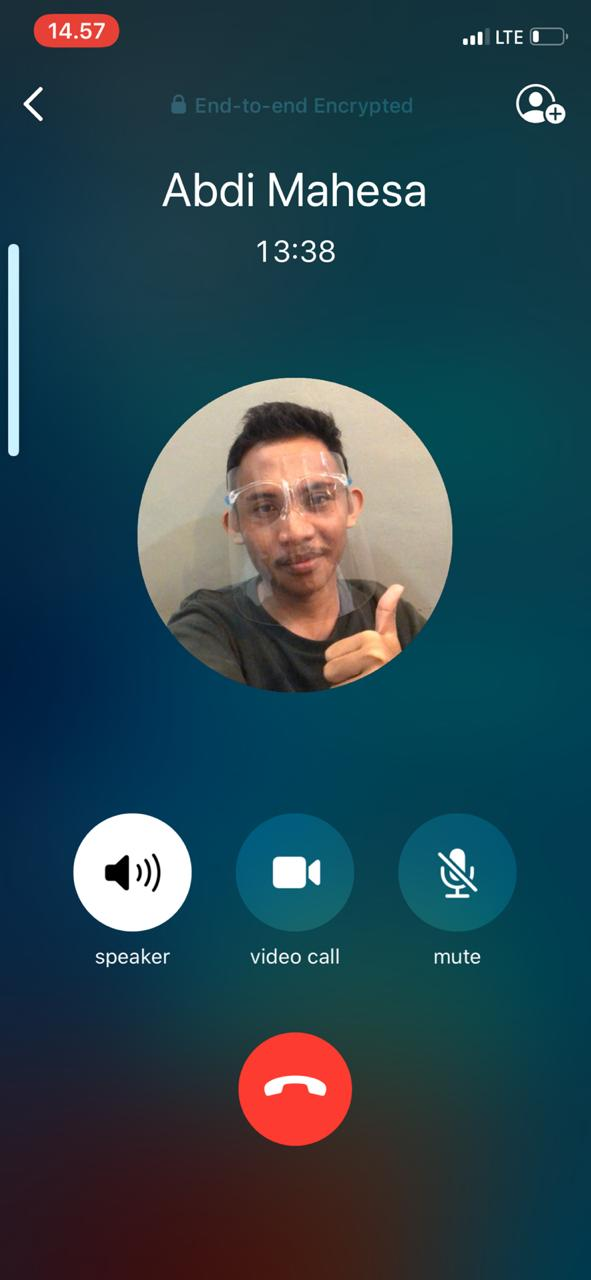 14.57
LTE
End-to-end Encrypted
Abdi Mahesa
13:38
speaker
video call
mute